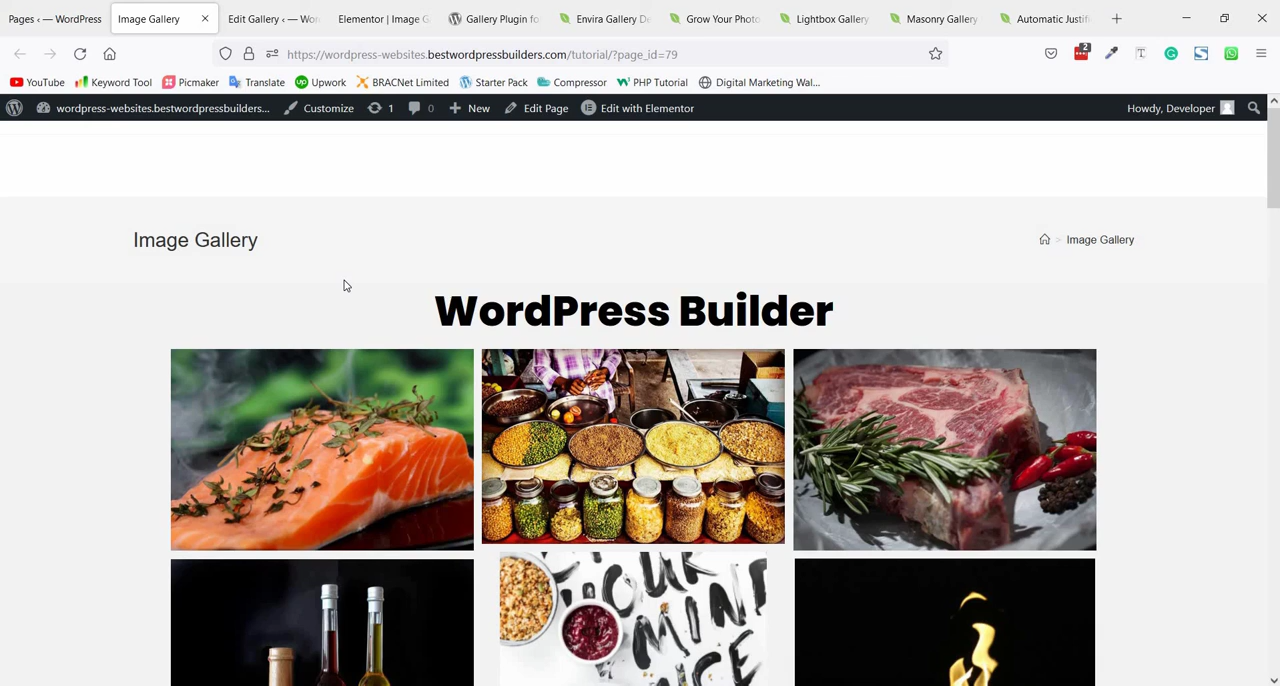 Pages ‹ — WordPress
Image Gallery
Edit Gallery ‹ — Wor
Elementor | Image G
Gallery Plugin fo
Envira Gallery De
Grow Your Photo
Lightbox Gallery
Masonry Gallery
Automatic Justif
https://wordpress-websites.bestwordpressbuilders.com/tutorial/?page_id=79
2
YouTube
Keyword Tool
Picmaker
Translate
Upwork
BRACNet Limited
Starter Pack
Compressor
PHP Tutorial
Digital Marketing Wal...
wordpress-websites.bestwordpressbuilders...
Customize
1
0
New
Edit Page
Edit with Elementor
Howdy, Developer
Image Gallery
> Image Gallery
WordPress Builder